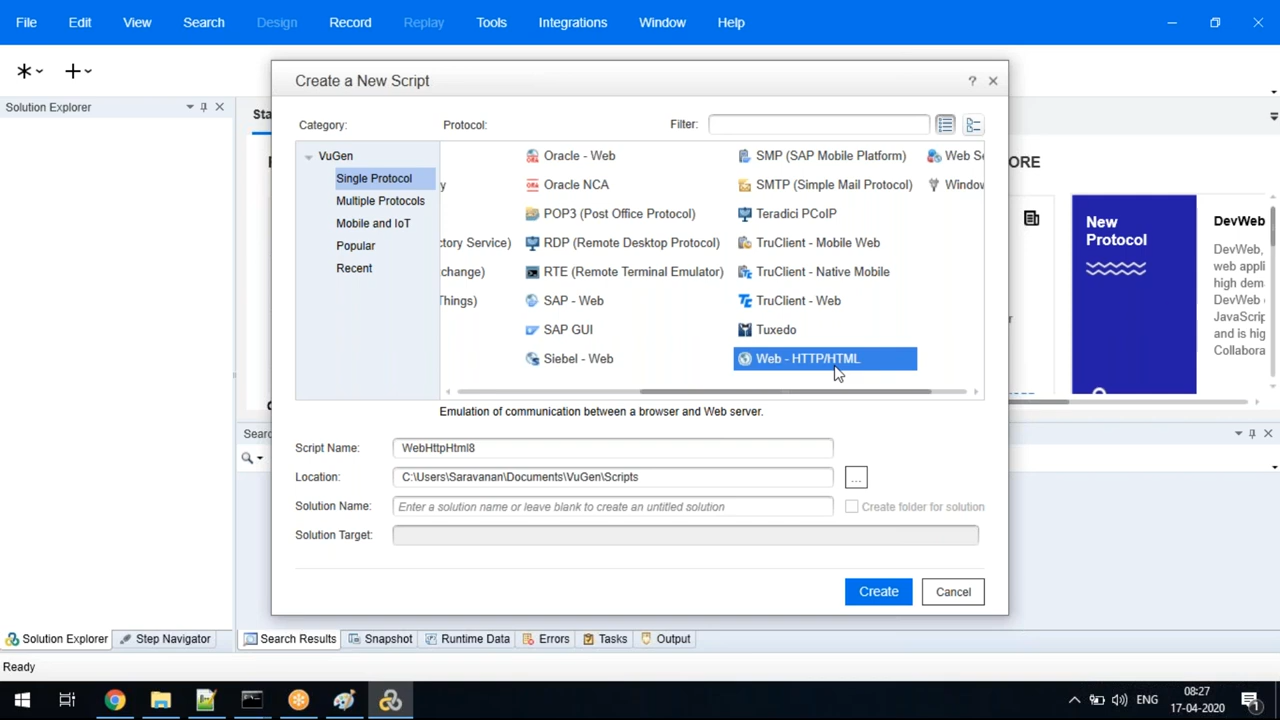 File Edit View Search Design Record Replay Tools Integrations Window Help
Solution Explorer
Sta
Create a New Script
?
Category:
Protocol:
Filter:
VuGen
Single Protocol
Multiple Protocols
Mobile and IoT
Popular
Recent
y
ctory Service)
change)
Things)
Oracle - Web
Oracle NCA
POP3 (Post Office Protocol)
RDP (Remote Desktop Protocol)
RTE (Remote Terminal Emulator)
SAP - Web
SAP GUI
Siebel - Web
SMP (SAP Mobile Platform)
SMTP (Simple Mail Protocol)
Teradici PCoIP
TruClient - Mobile Web
TruClient - Native Mobile
TruClient - Web
Tuxedo
Web - HTTP/HTML
Web Se
Window
Emulation of communication between a browser and Web server.
Script Name: WebHttpHtml8
Location: C:\Users\Saravanan\Documents\VuGen\Scripts ...
Solution Name: Enter a solution name or leave blank to create an untitled solution Create folder for solution
Solution Target:
Create Cancel
ORE
New
Protocol
DevWeb
DevWeb,
web appli
high dem
DevWeb
JavaScrip
and is hig
Collabora
Searc
Solution Explorer Step Navigator Search Results Snapshot Runtime Data Errors Tasks Output
Ready
ENG
08:27
17-04-2020
1